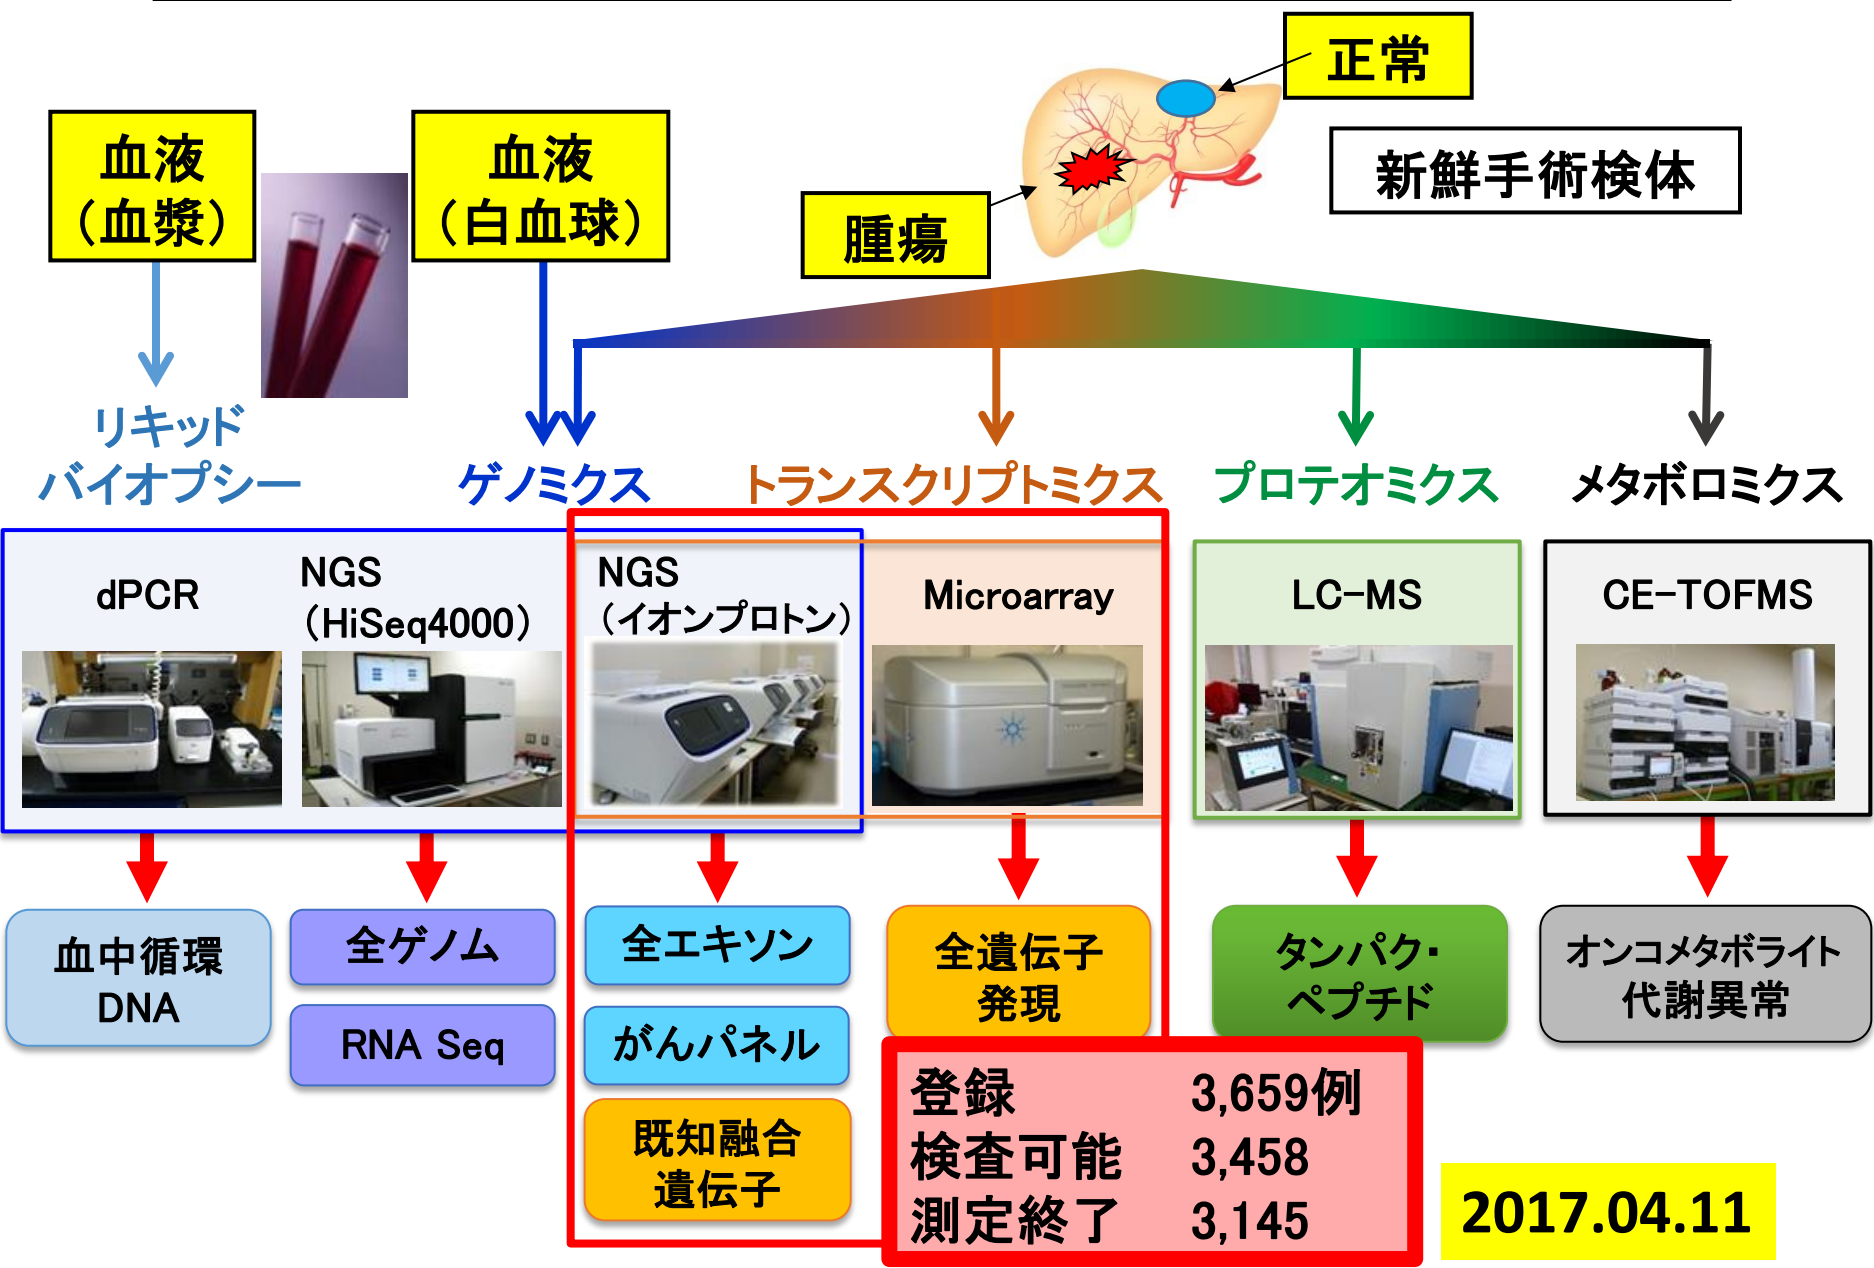 正常
血液
（血漿）
血液
（白血球）
新鮮手術検体
腫瘍
リキッド
バイオプシー
ゲノミクス
トランスクリプトミクス
プロテオミクス
メタボロミクス
dPCR
NGS
（HiSeq4000）
NGS
（イオンプロトン）
Microarray
LC-MS
CE-TOFMS
血中循環
DNA
全ゲノム
RNA Seq
全エキソン
がんパネル
既知融合
遺伝子
全遺伝子
発現
タンパク・
ペプチド
オンコメタボライト
代謝異常
登録 3,659例
検査可能 3,458
測定終了 3,145
2017.04.11